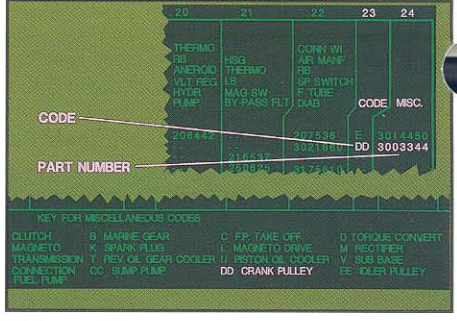 20 21 22 23 24
THERMO CONN WI
RB HSG AIR MANF
ANEROID THERMO RB
VLT REG LB SP SWITCH
HYDR MAG SW F TUBE
PUMP BY-PASS FLT DIAB CODE MISC.
CODE
206442 207536 E 3014450
-- 3021660 DD 3003344
PART NUMBER 216537
KEY FOR MISCELLANEOUS CODES
CLUTCH B MARINE GEAR C F.P. TAKE OFF D TORQUE CONVERT
MAGNETO K SPARK PLUG L MAGNETO DRIVE M RECTIFIER
TRANSMISSION T REV OIL GEAR COOLER U PISTON OIL COOLER V SUB BASE
CONNECTION CC SUMP PUMP DD CRANK PULLEY EE IDLER PULLEY
FUEL PUMP